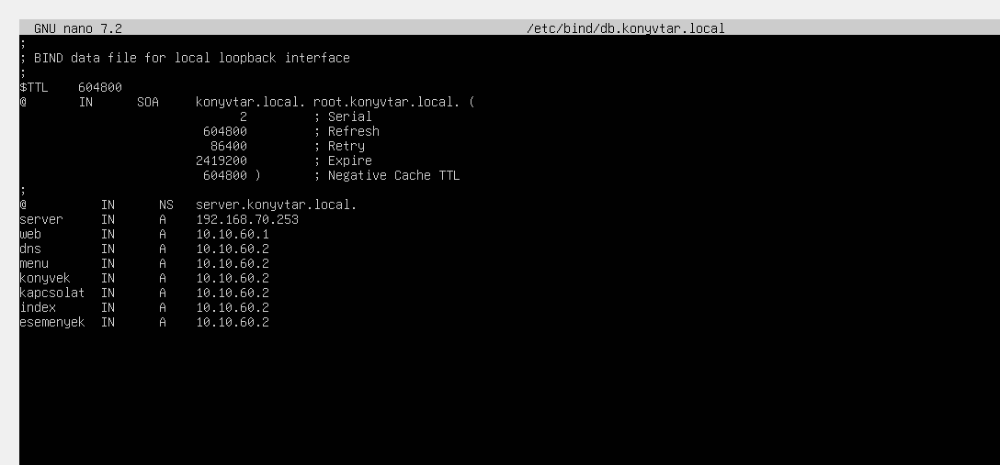 GNU nano 7.2 /etc/bind/db.konyvtar.local
;
; BIND data file for local loopback interface
;
$TTL 604800
@ IN SOA konyvtar.local. root.konyvtar.local. (
2 ; Serial
604800 ; Refresh
86400 ; Retry
2419200 ; Expire
604800 ) ; Negative Cache TTL
;
@ IN NS server.konyvtar.local.
server IN A 192.168.70.253
web IN A 10.10.60.1
dns IN A 10.10.60.2
menu IN A 10.10.60.2
konyvek IN A 10.10.60.2
kapcsolat IN A 10.10.60.2
index IN A 10.10.60.2
esemenyek IN A 10.10.60.2